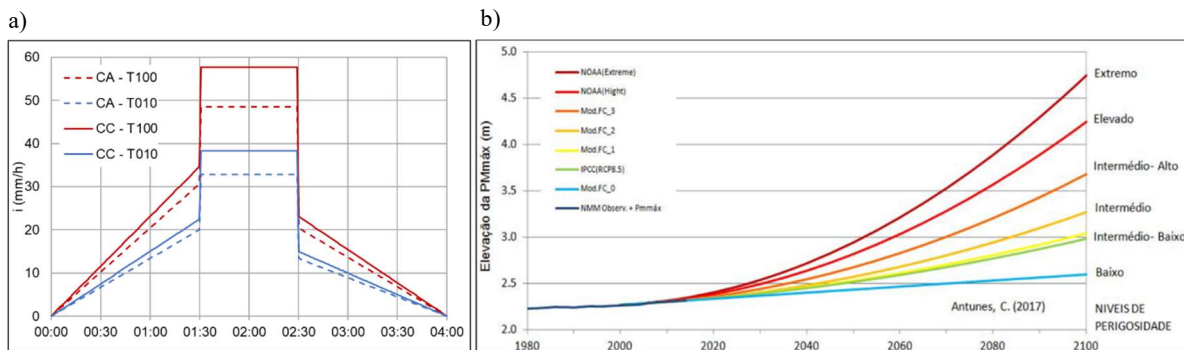 a)
b)
60
50
40
30
20
10
0
i (mm/h)
CA - T100
CA - T010
CC - T100
CC - T010
00:00 00:30 01:00 01:30 02:00 02:30 03:00 03:30 04:00
5.0
4.5
4.0
3.5
3.0
2.5
2.0
Elevação da PMmáx (m)
NOAA(Extreme)
NOAA(Hight)
Mod.FC_3
Mod.FC_2
Mod.FC_1
IPCC(RCP8.5)
Mod.FC_0
NMM Observ. + Pmmáx
Extremo
Elevado
Intermédio- Alto
Intermédio
Intermédio- Baixo
Baixo
Antunes, C. (2017)
NIVEIS DE
PERIGOSIDADE
1980 2000 2020 2040 2060 2080 2100